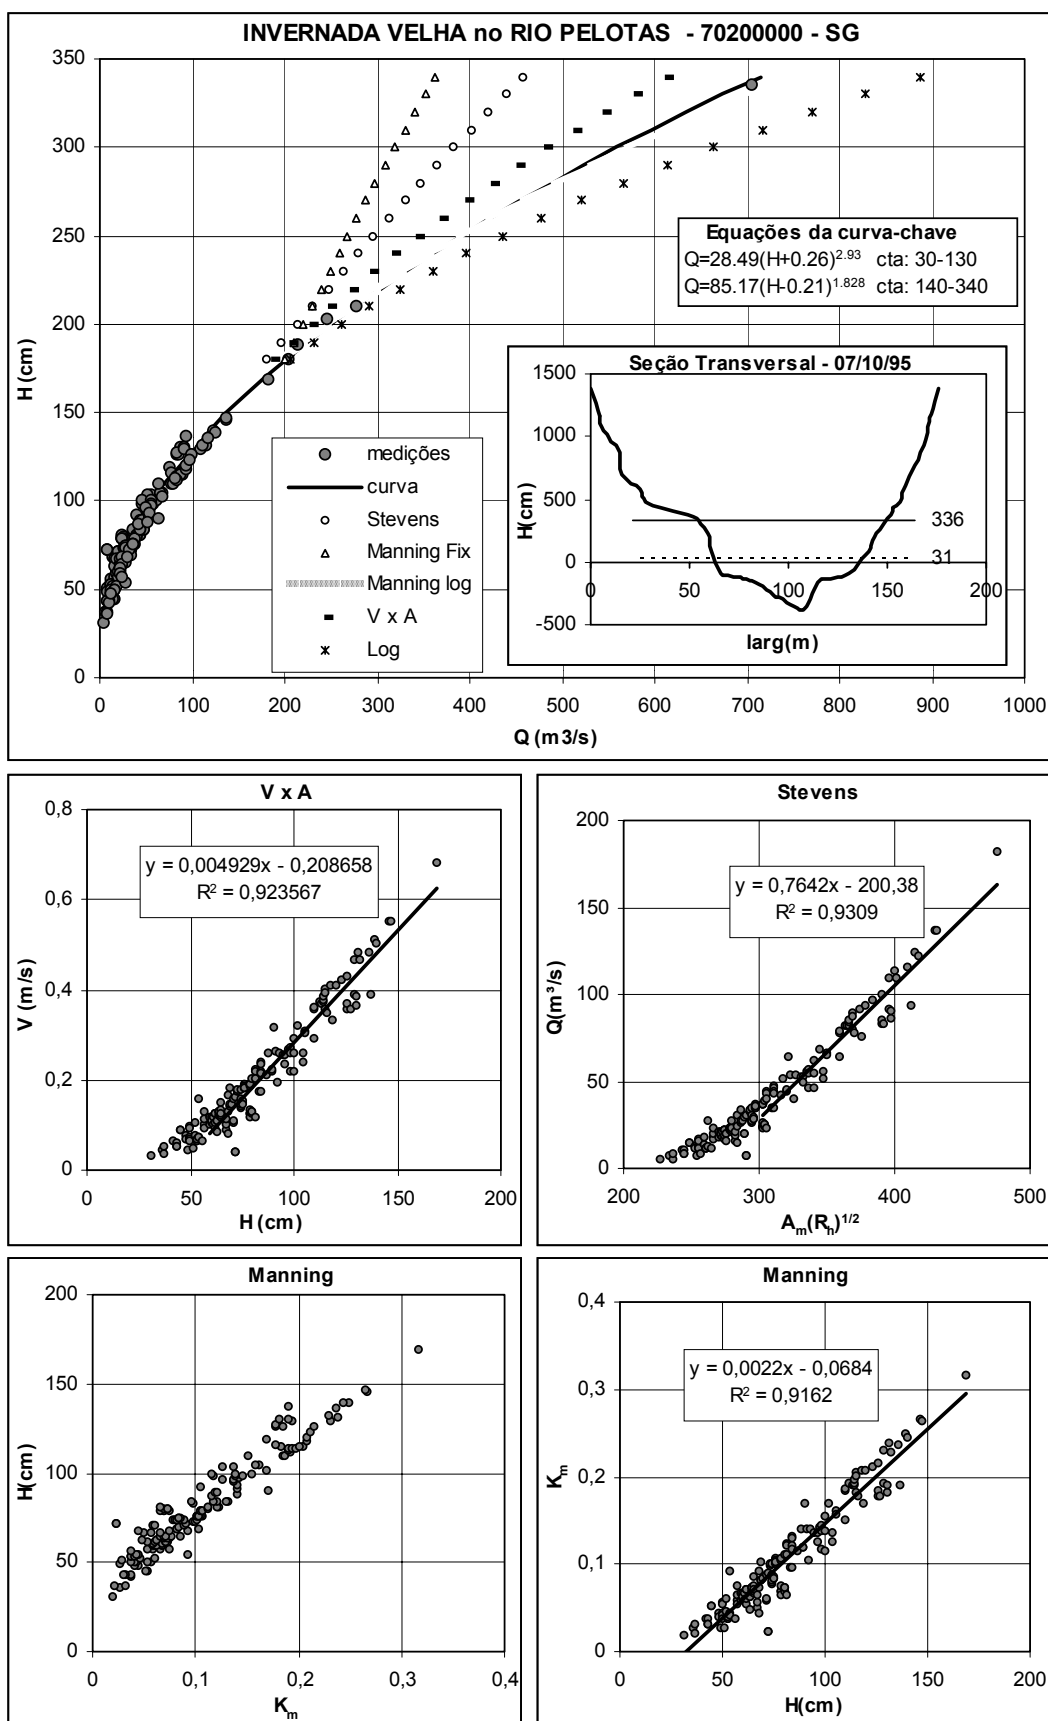 INVERNADA VELHA no RIO PELOTAS - 70200000 - SG
350
300
250
200
150
100
50
0
H (cm)
0 100 200 300 400 500 600 700 800 900 1000
Q (m3/s)
Equações da curva-chave
Q=28.49(H+0.26)^2.93 cta: 30-130
Q=85.17(H-0.21)^1.828 cta: 140-340
medições
curva
Stevens
Manning Fix
Manning log
V x A
Log
Seção Transversal - 07/10/95
1500
1000
500
0
-500
H(cm)
336
31
0 50 100 150 200
larg(m)
V x A
0,8
0,6
0,4
0,2
0
V (m/s)
y = 0,004929x - 0,208658
R² = 0,923567
0 50 100 150 200
H (cm)
Stevens
200
150
100
50
0
Q(m³/s)
y = 0,7642x - 200,38
R² = 0,9309
200 300 400 500
Am(Rh)^1/2
Manning
200
150
100
50
0
H(cm)
0 0,1 0,2 0,3 0,4
Km
Manning
0,4
0,3
0,2
0,1
0
Km
y = 0,0022x - 0,0684
R² = 0,9162
0 50 100 150 200
H(cm)